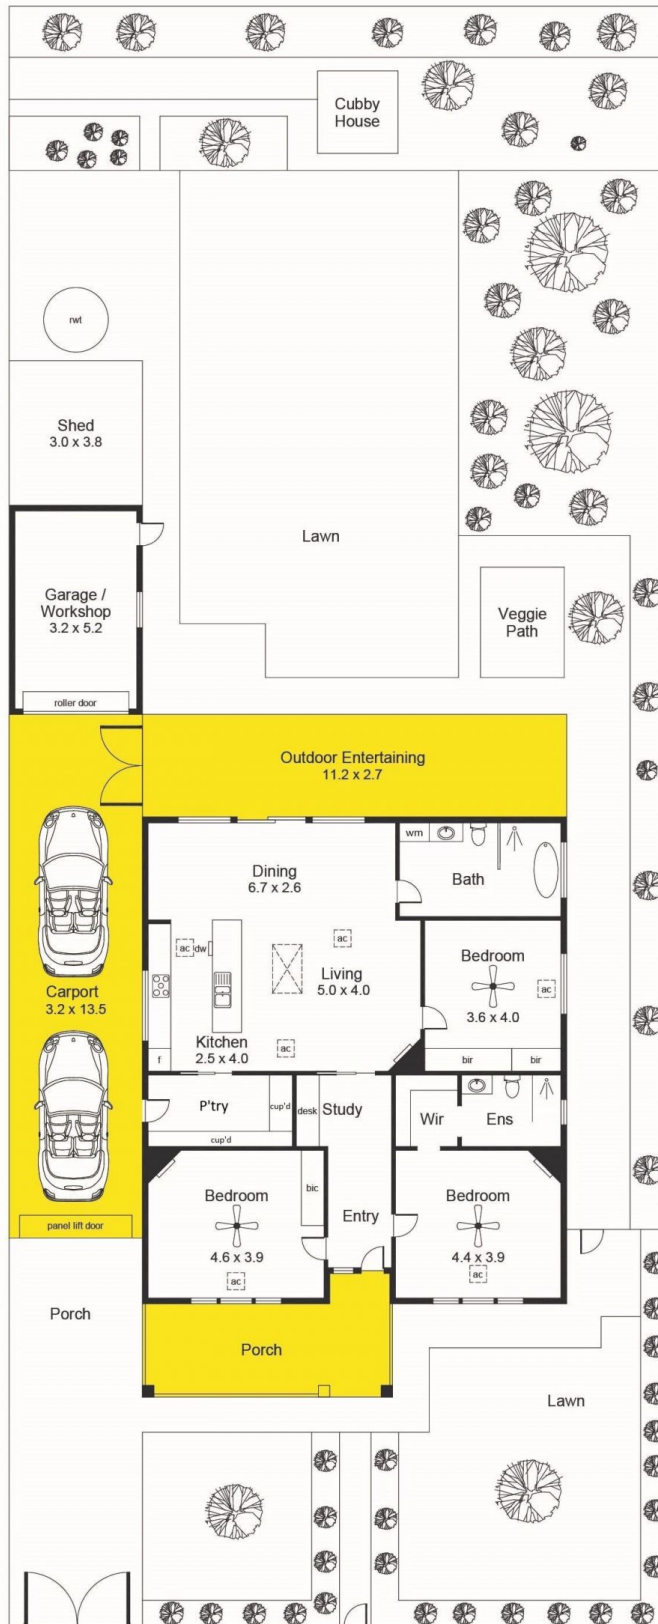 Cubby
House
rwt
Shed
3.0 x 3.8
Lawn
Garage /
Workshop
3.2 x 5.2
Veggie
Path
roller door
Outdoor Entertaining
11.2 x 2.7
wm
Dining
6.7 x 2.6
Bath
ac
dw
ac
Living
5.0 x 4.0
Bedroom
3.6 x 4.0
ac
Carport
3.2 x 13.5
Kitchen
2.5 x 4.0
ac
f
bir
bir
P'try
cup'd
cup'd
desk
Study
Wir
Ens
Bedroom
4.6 x 3.9
ac
bic
Entry
Bedroom
4.4 x 3.9
ac
panel lift door
Porch
Porch
Lawn